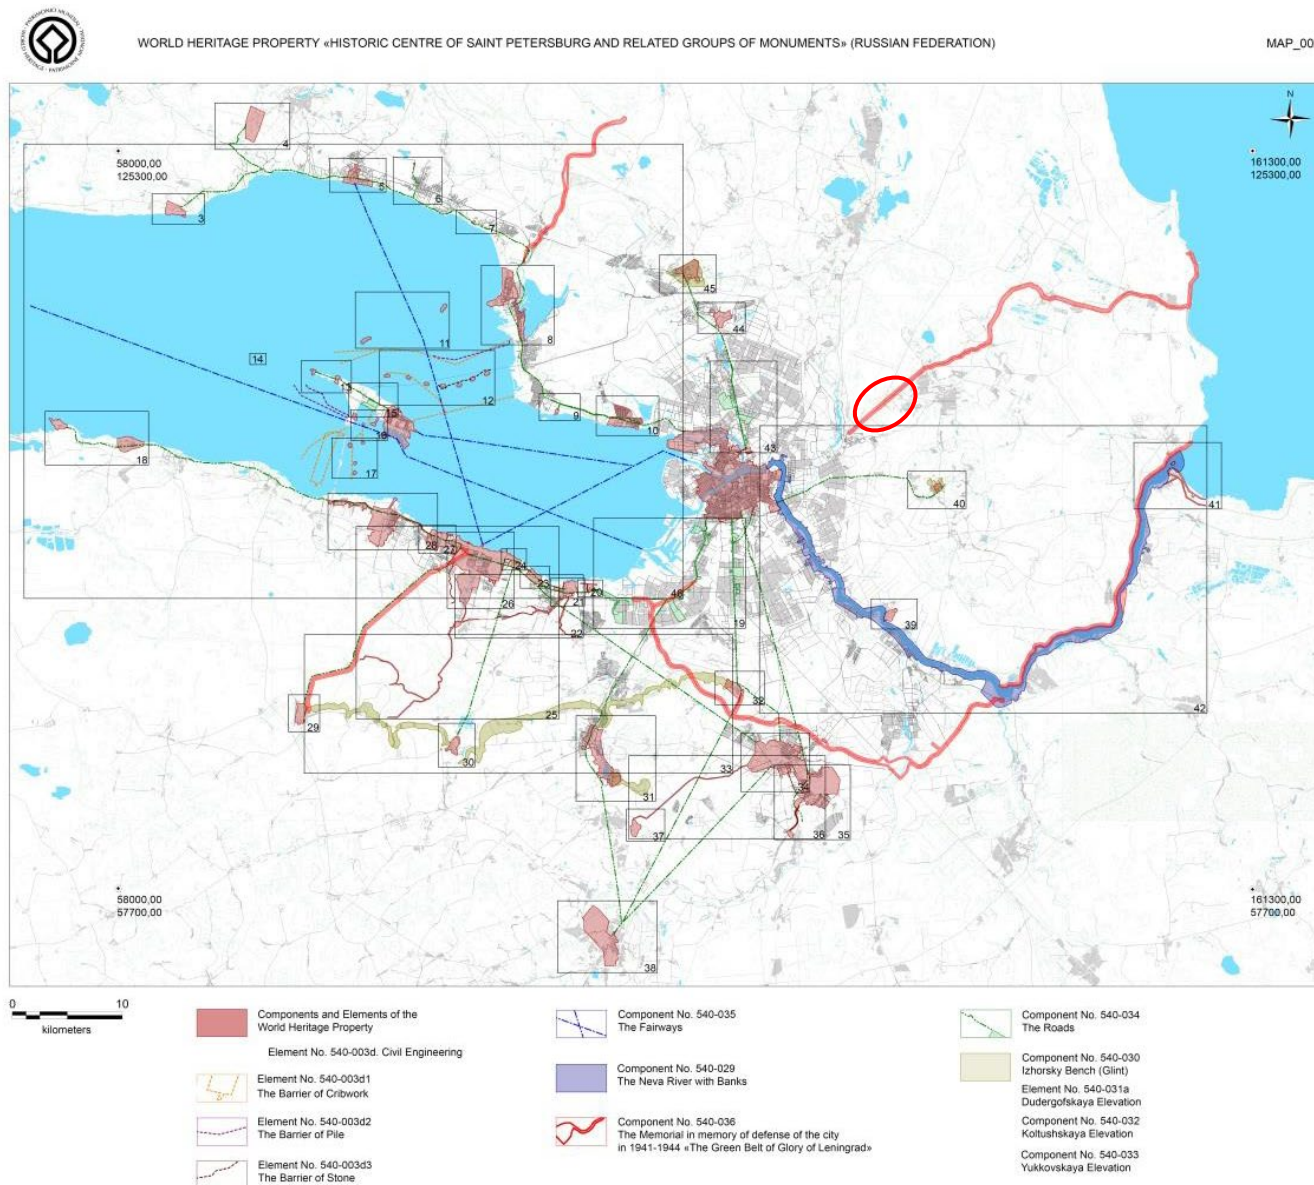 WORLD HERITAGE PROPERTY «HISTORIC CENTRE OF SAINT PETERSBURG AND RELATED GROUPS OF MONUMENTS» (RUSSIAN FEDERATION)
MAP_00
N
58000,00
125300,00
161300,00
125300,00
4
3
5
6
7
8
45
44
11
14
13
12
15
16
17
9
10
18
43
40
41
28
27
24
23
26
21
20
22
46
19
39
42
25
29
30
32
33
31
34
37
36
35
38
58000,00
57700,00
161300,00
57700,00
0 10
kilometers
Components and Elements of the
World Heritage Property
Element No. 540-003d. Civil Engineering
Element No. 540-003d1
The Barrier of Cribwork
Element No. 540-003d2
The Barrier of Pile
Element No. 540-003d3
The Barrier of Stone
Component No. 540-035
The Fairways
Component No. 540-029
The Neva River with Banks
Component No. 540-036
The Memorial in memory of defense of the city
in 1941-1944 «The Green Belt of Glory of Leningrad»
Component No. 540-034
The Roads
Component No. 540-030
Izhorsky Bench (Glint)
Element No. 540-031a
Dudergofskaya Elevation
Component No. 540-032
Koltushskaya Elevation
Component No. 540-033
Yukkovskaya Elevation